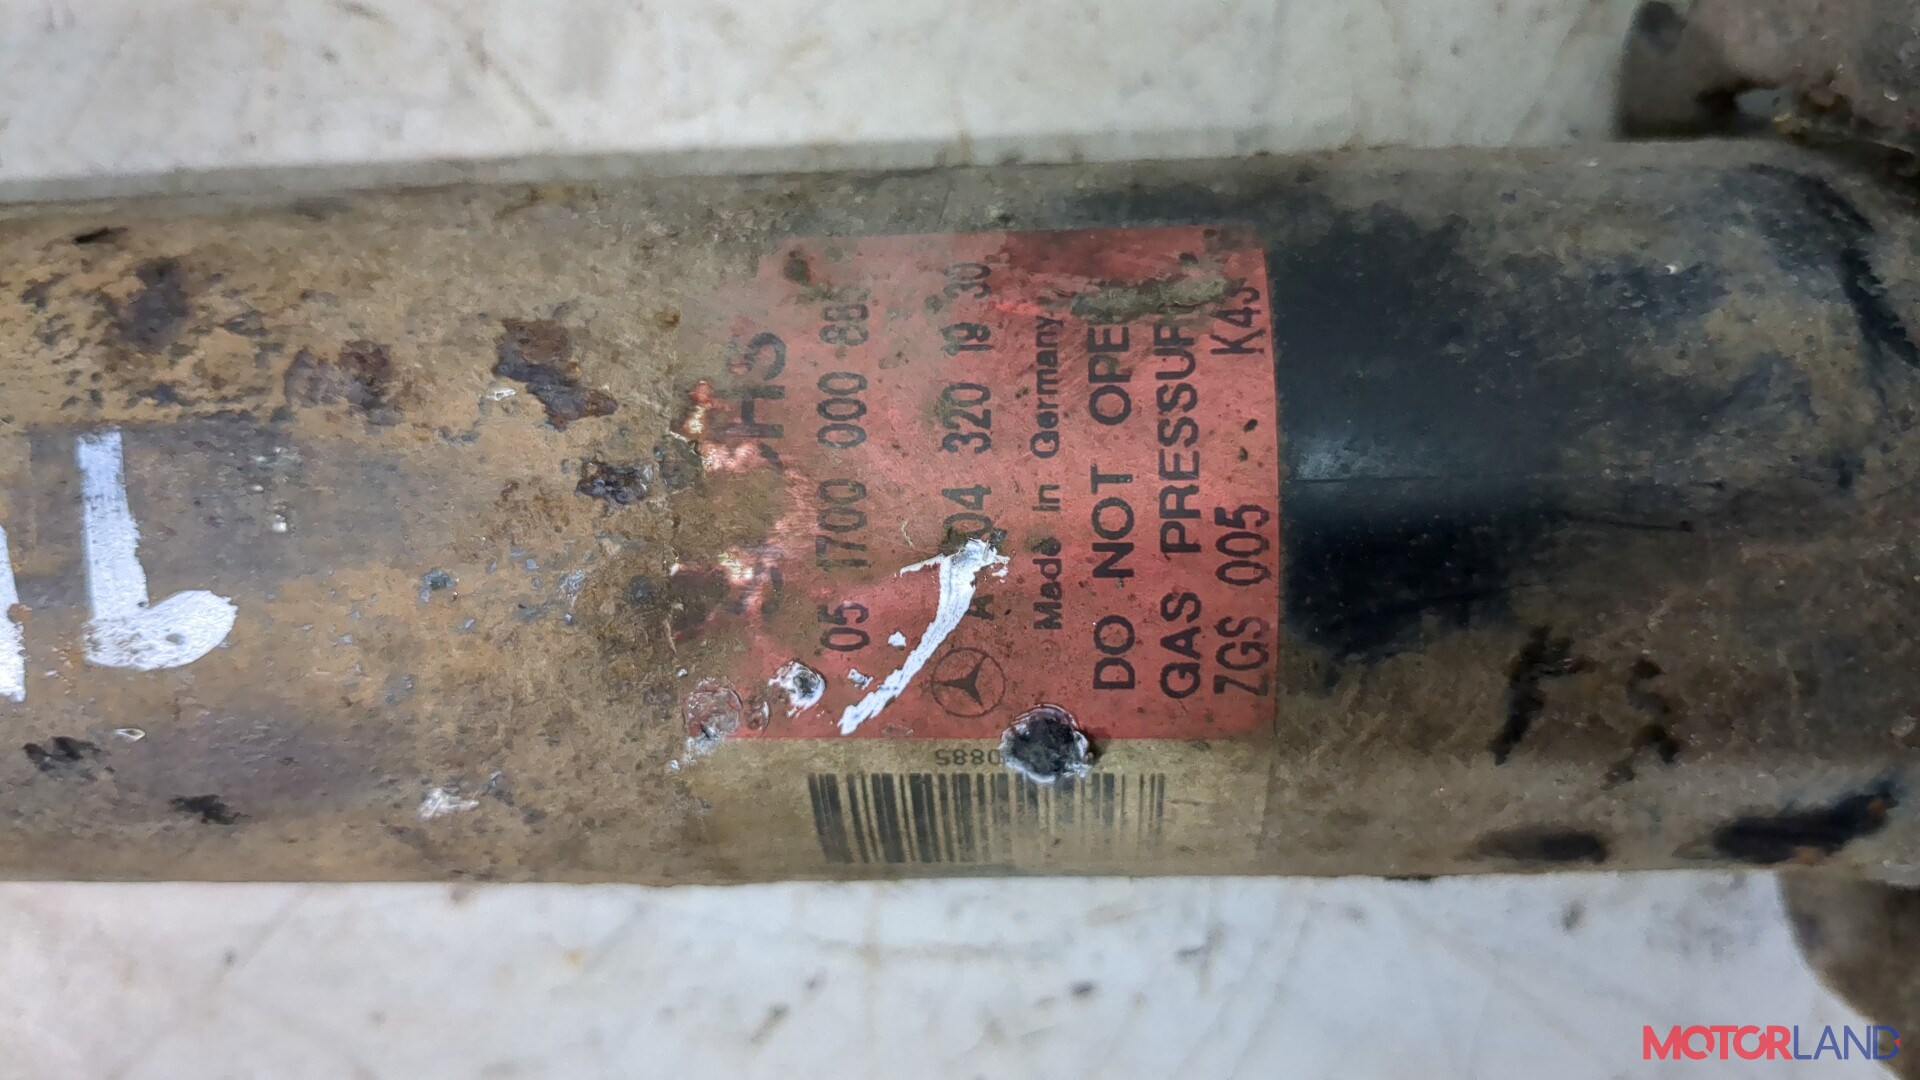 05 1700 000 88
A 204 320 19 30
Made in Germany
DO NOT OPE
GAS PRESSUR
ZGS 005 K43
0885
MOTORLAND